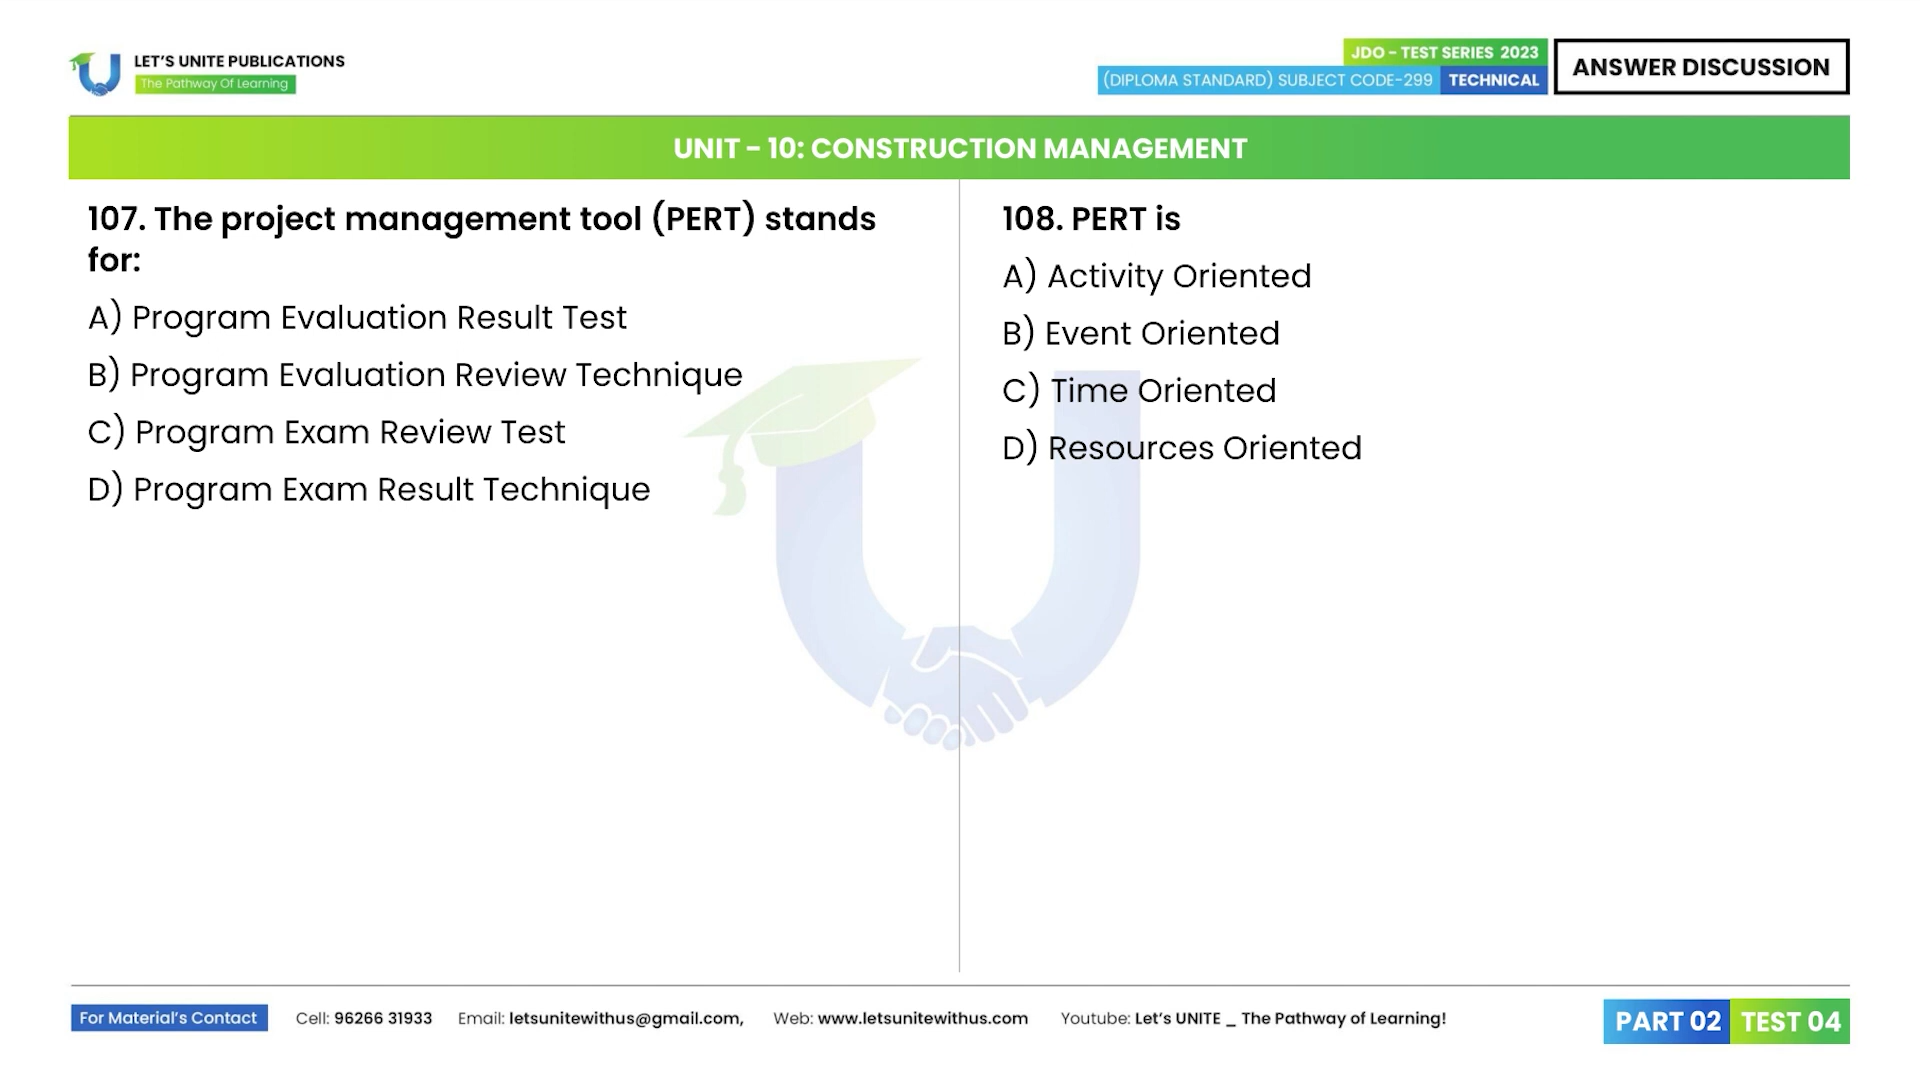 LET'S UNITE PUBLICATIONS
The Pathway Of Learning
JDO - TEST SERIES 2023
(DIPLOMA STANDARD) SUBJECT CODE-299 TECHNICAL
ANSWER DISCUSSION
UNIT - 10: CONSTRUCTION MANAGEMENT
107. The project management tool (PERT) stands
for:
A) Program Evaluation Result Test
B) Program Evaluation Review Technique
C) Program Exam Review Test
D) Program Exam Result Technique
108. PERT is
A) Activity Oriented
B) Event Oriented
C) Time Oriented
D) Resources Oriented
For Material's Contact Cell: 96266 31933 Email: letsunitewithus@gmail.com, Web: www.letsunitewithus.com Youtube: Let's UNITE _ The Pathway of Learning!
PART 02 TEST 04